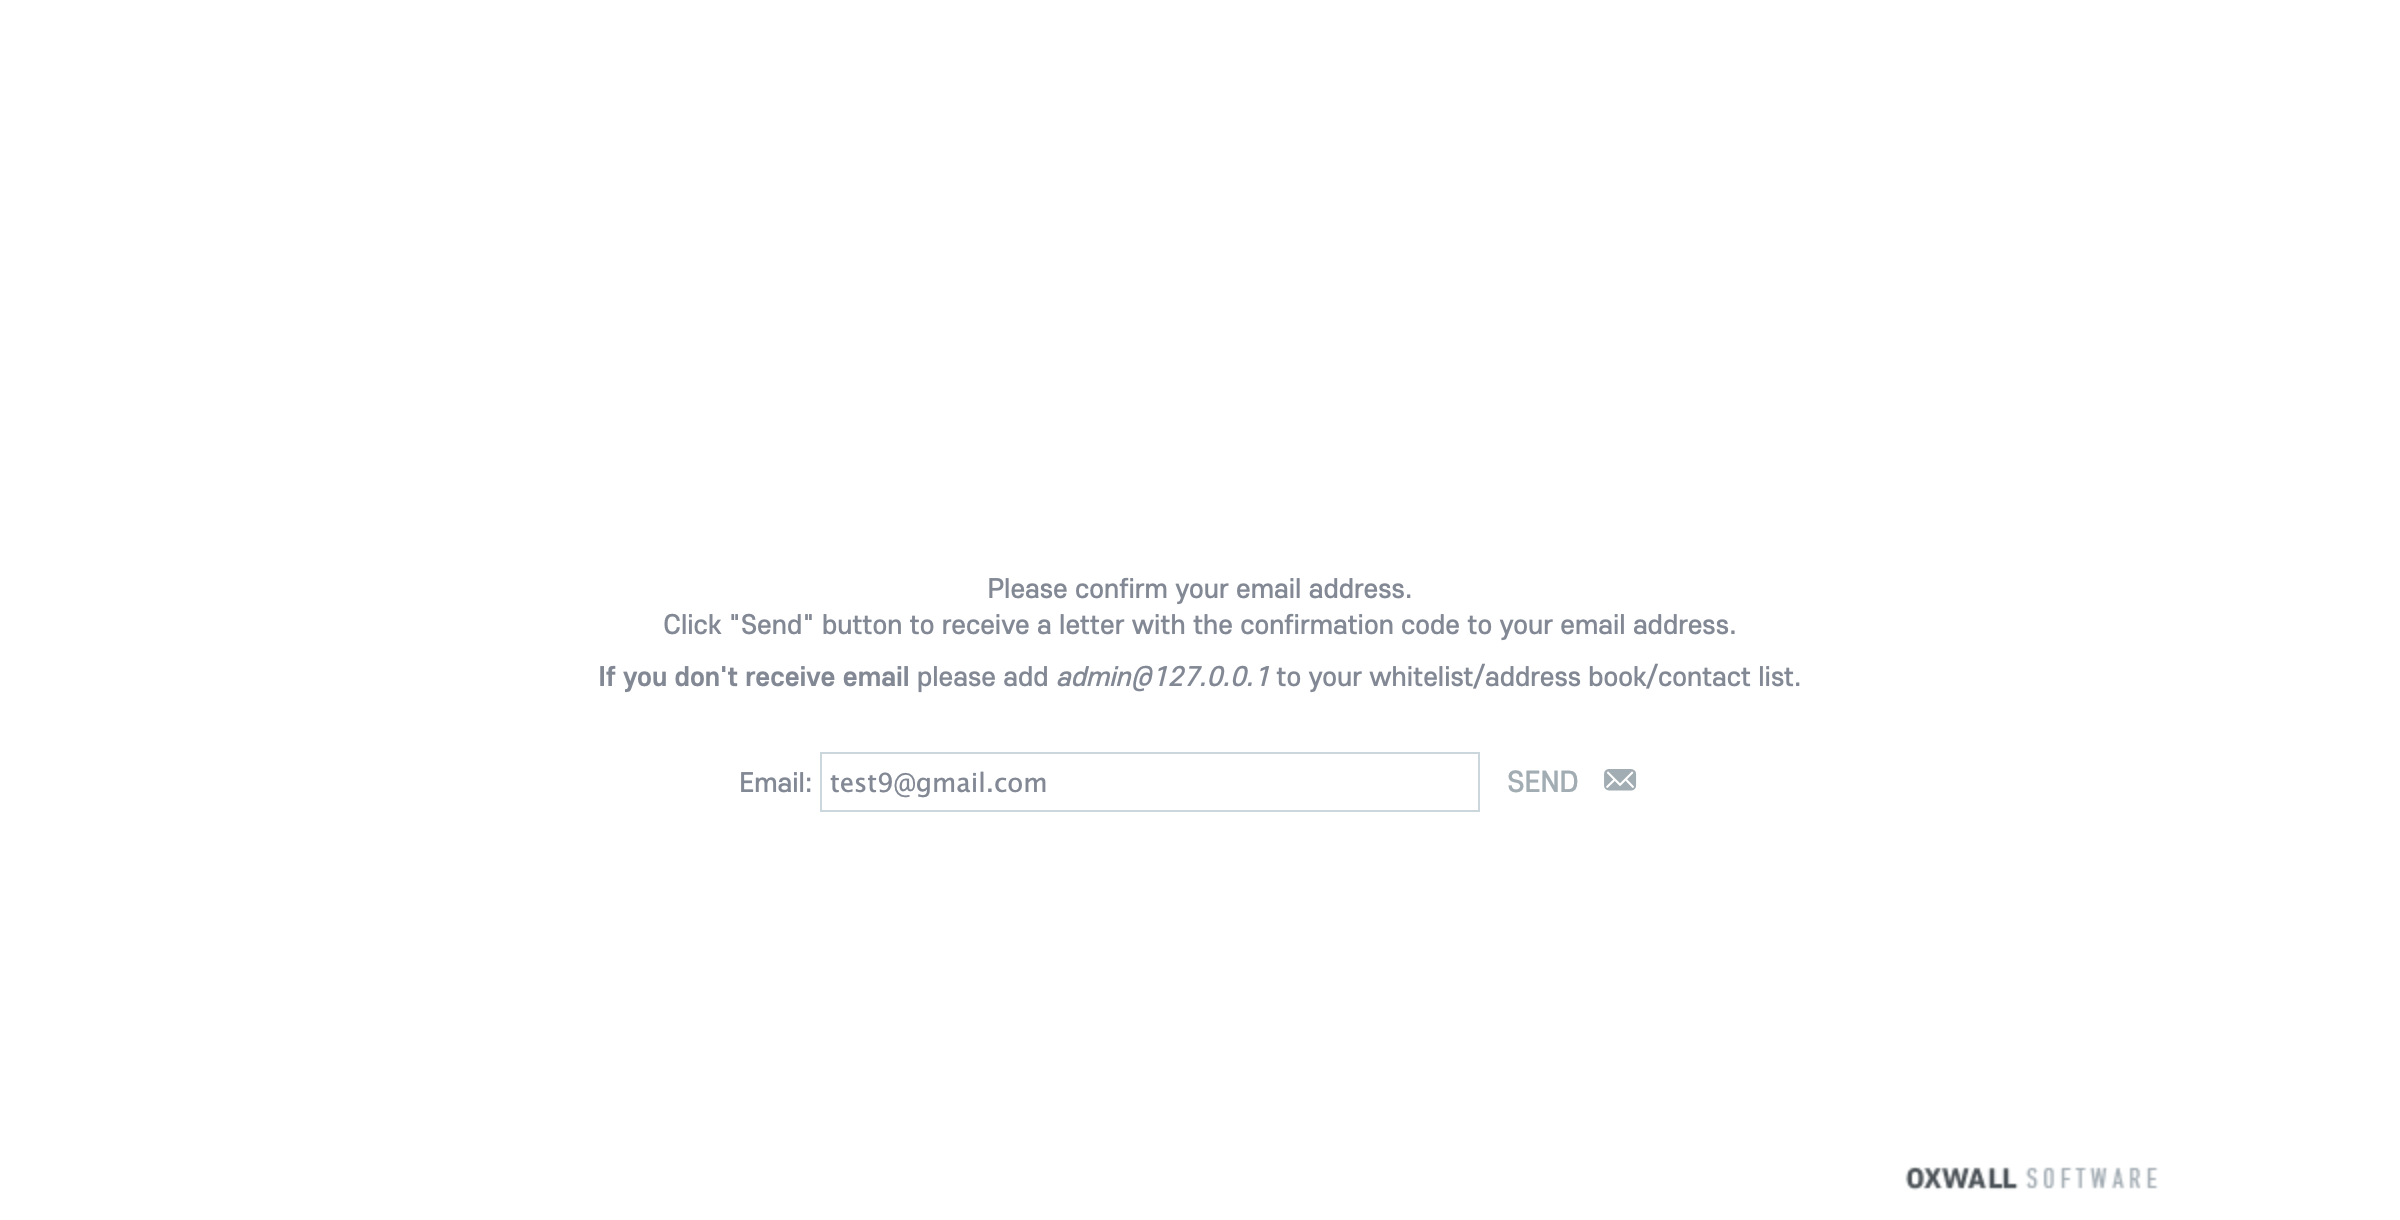 Please confirm your email address.
Click "Send" button to receive a letter with the confirmation code to your email address.
If you don't receive email please add admin@127.0.0.1 to your whitelist/address book/contact list.
Email: test9@gmail.com SEND
OXWALL SOFTWARE